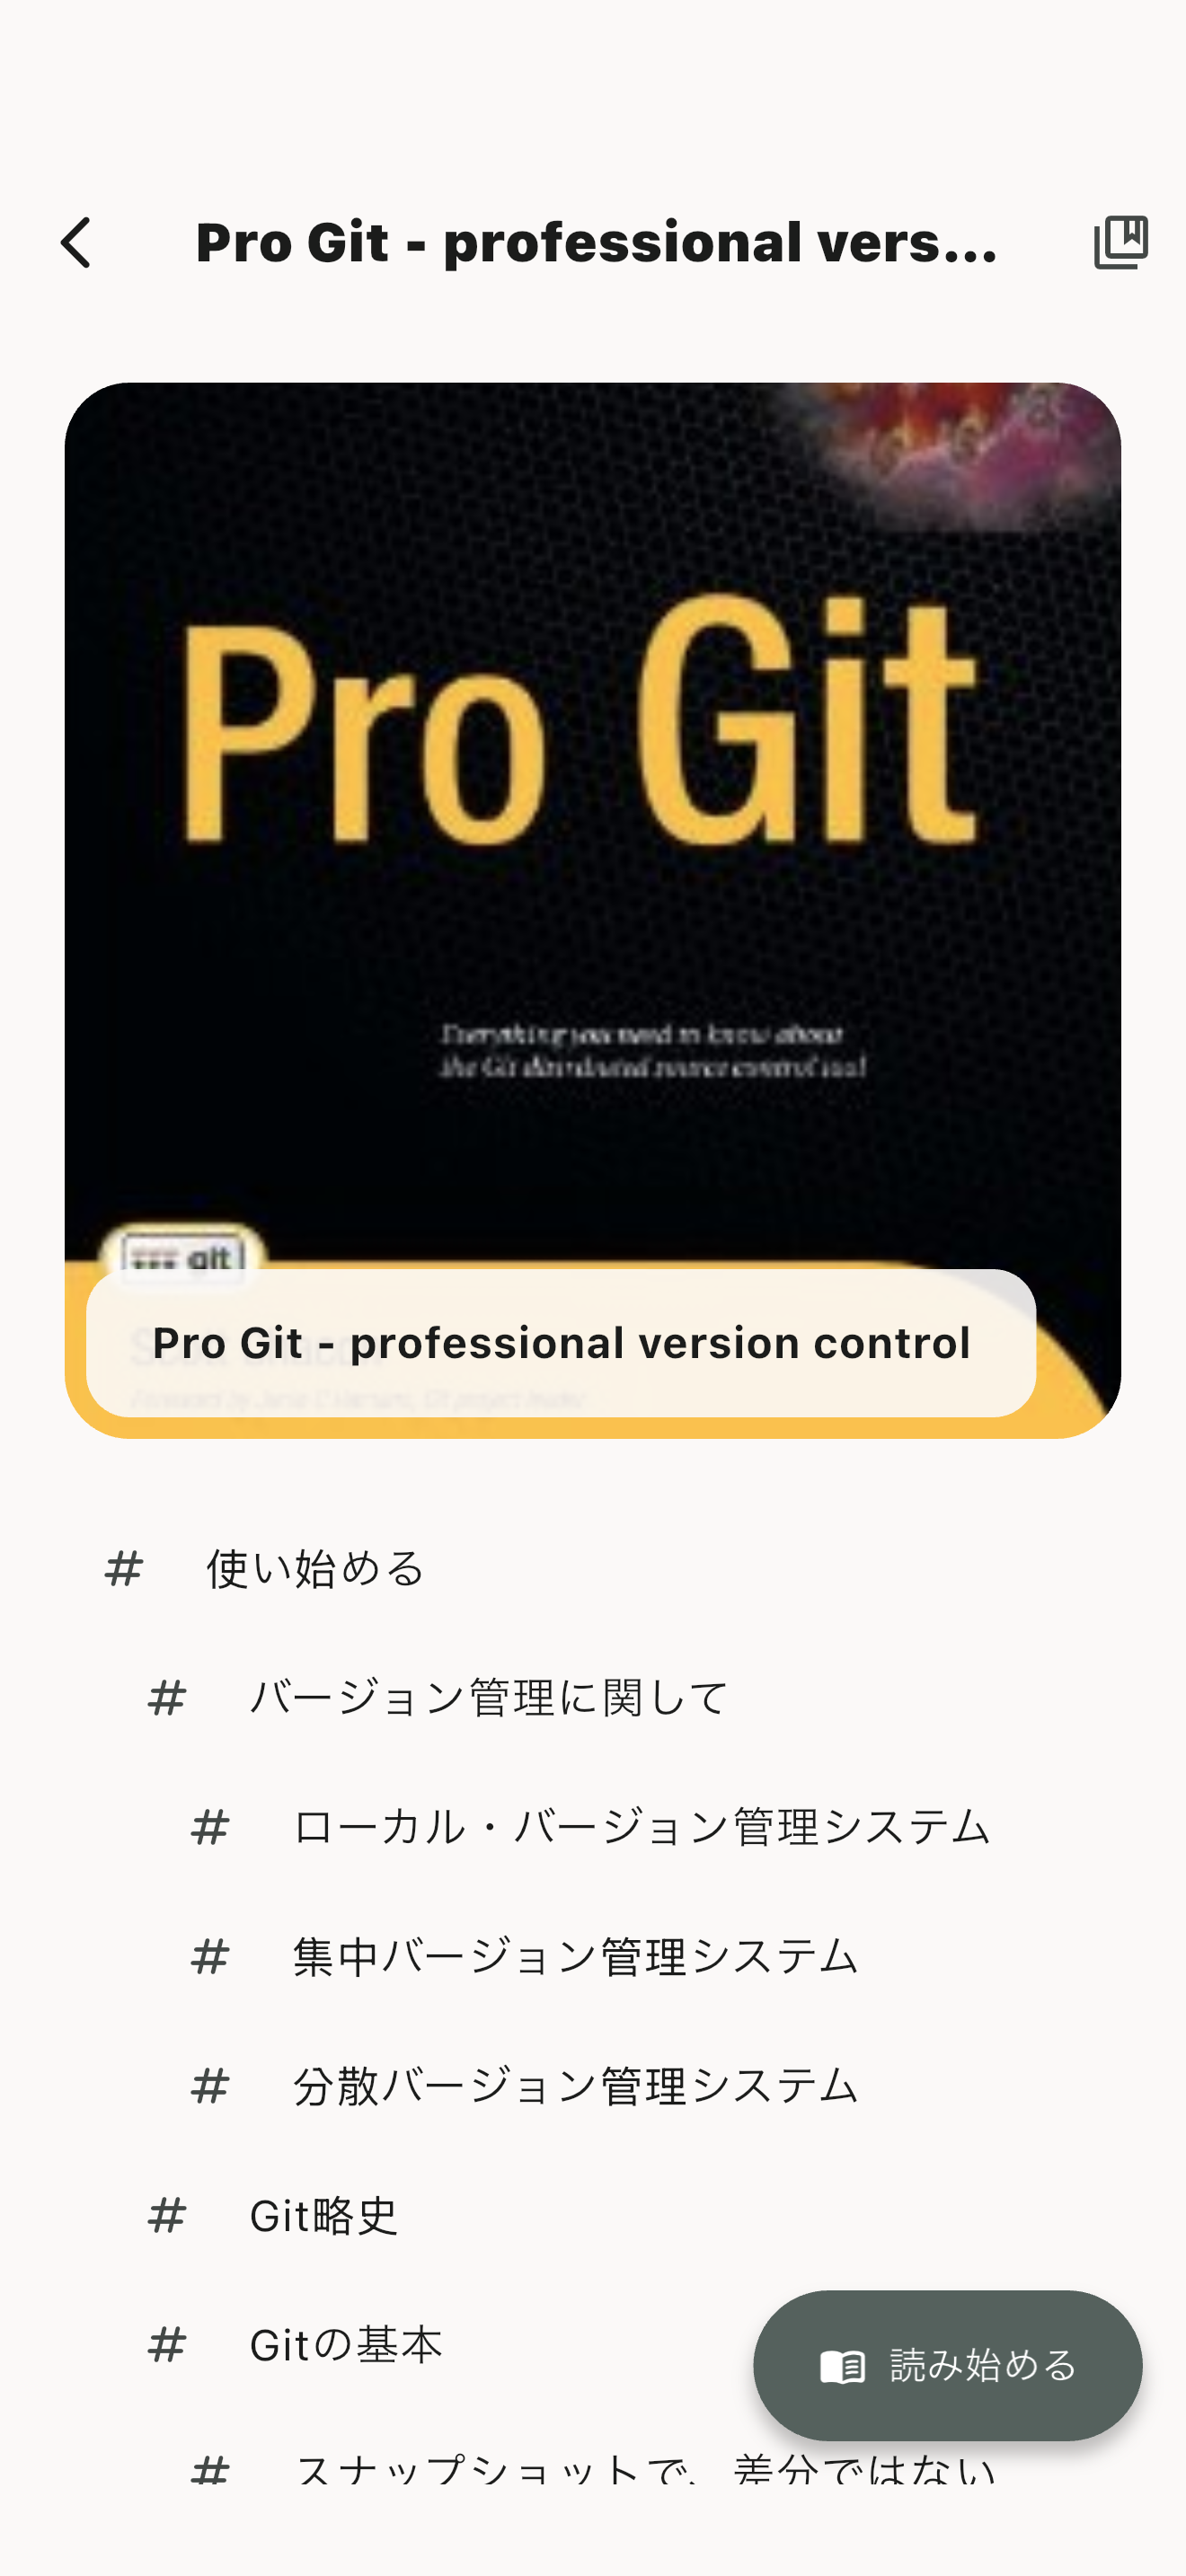 Pro Git - professional vers...
Pro Git
Everything you need to know about
the Git distributed source control tool
git
Pro Git - professional version control
# 使い始める
# バージョン管理に関して
# ローカル・バージョン管理システム
# 集中バージョン管理システム
# 分散バージョン管理システム
# Git略史
# Gitの基本
読み始める
# スナップショットで、差分ではない